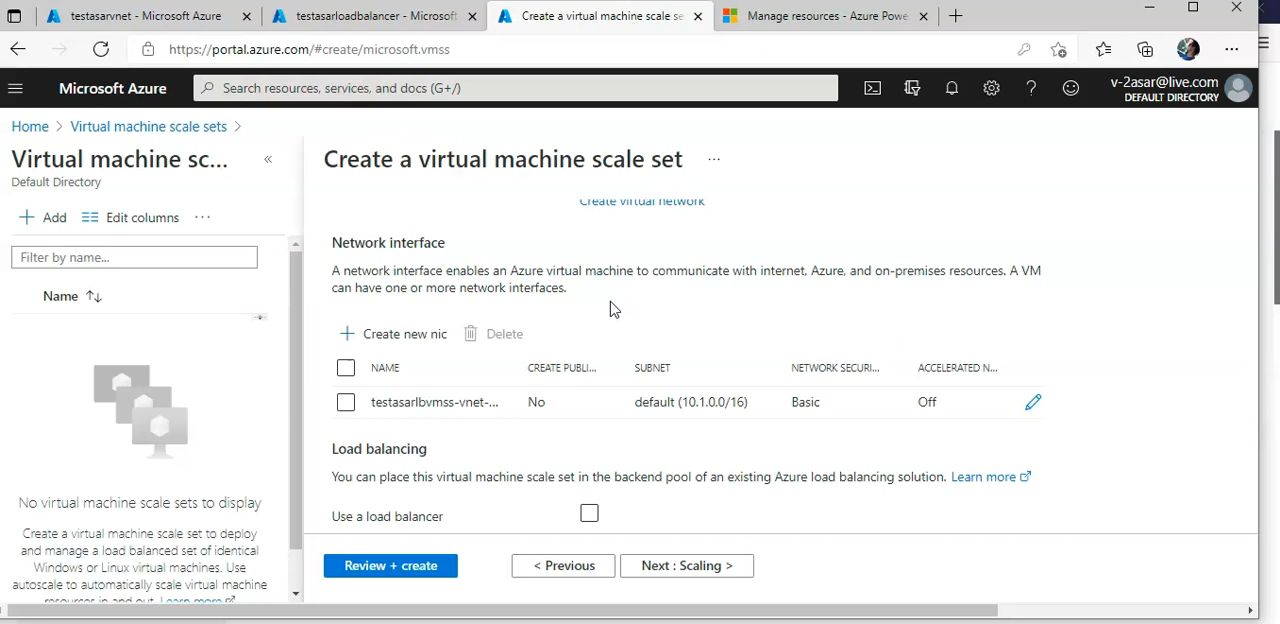 testasarvnet - Microsoft Azure
testasarloadbalancer - Microsoft
Create a virtual machine scale se
Manage resources - Azure Powe
https://portal.azure.com/#create/microsoft.vmss
Microsoft Azure
Search resources, services, and docs (G+/)
v-2asar@live.com
DEFAULT DIRECTORY
Home > Virtual machine scale sets >
Virtual machine sc...
Default Directory
Add
Edit columns
...
Filter by name...
Name
No virtual machine scale sets to display
Create a virtual machine scale set to deploy
and manage a load balanced set of identical
Windows or Linux virtual machines. Use
autoscale to automatically scale virtual machine
resources in and out. Learn more
Create a virtual machine scale set
...
Create virtual network
Network interface
A network interface enables an Azure virtual machine to communicate with internet, Azure, and on-premises resources. A VM
can have one or more network interfaces.
Create new nic
Delete
NAME CREATE PUBLI... SUBNET NETWORK SECURI... ACCELERATED N...
testasarlbvmss-vnet-... No default (10.1.0.0/16) Basic Off
Load balancing
You can place this virtual machine scale set in the backend pool of an existing Azure load balancing solution. Learn more
Use a load balancer
Review + create
< Previous
Next : Scaling >